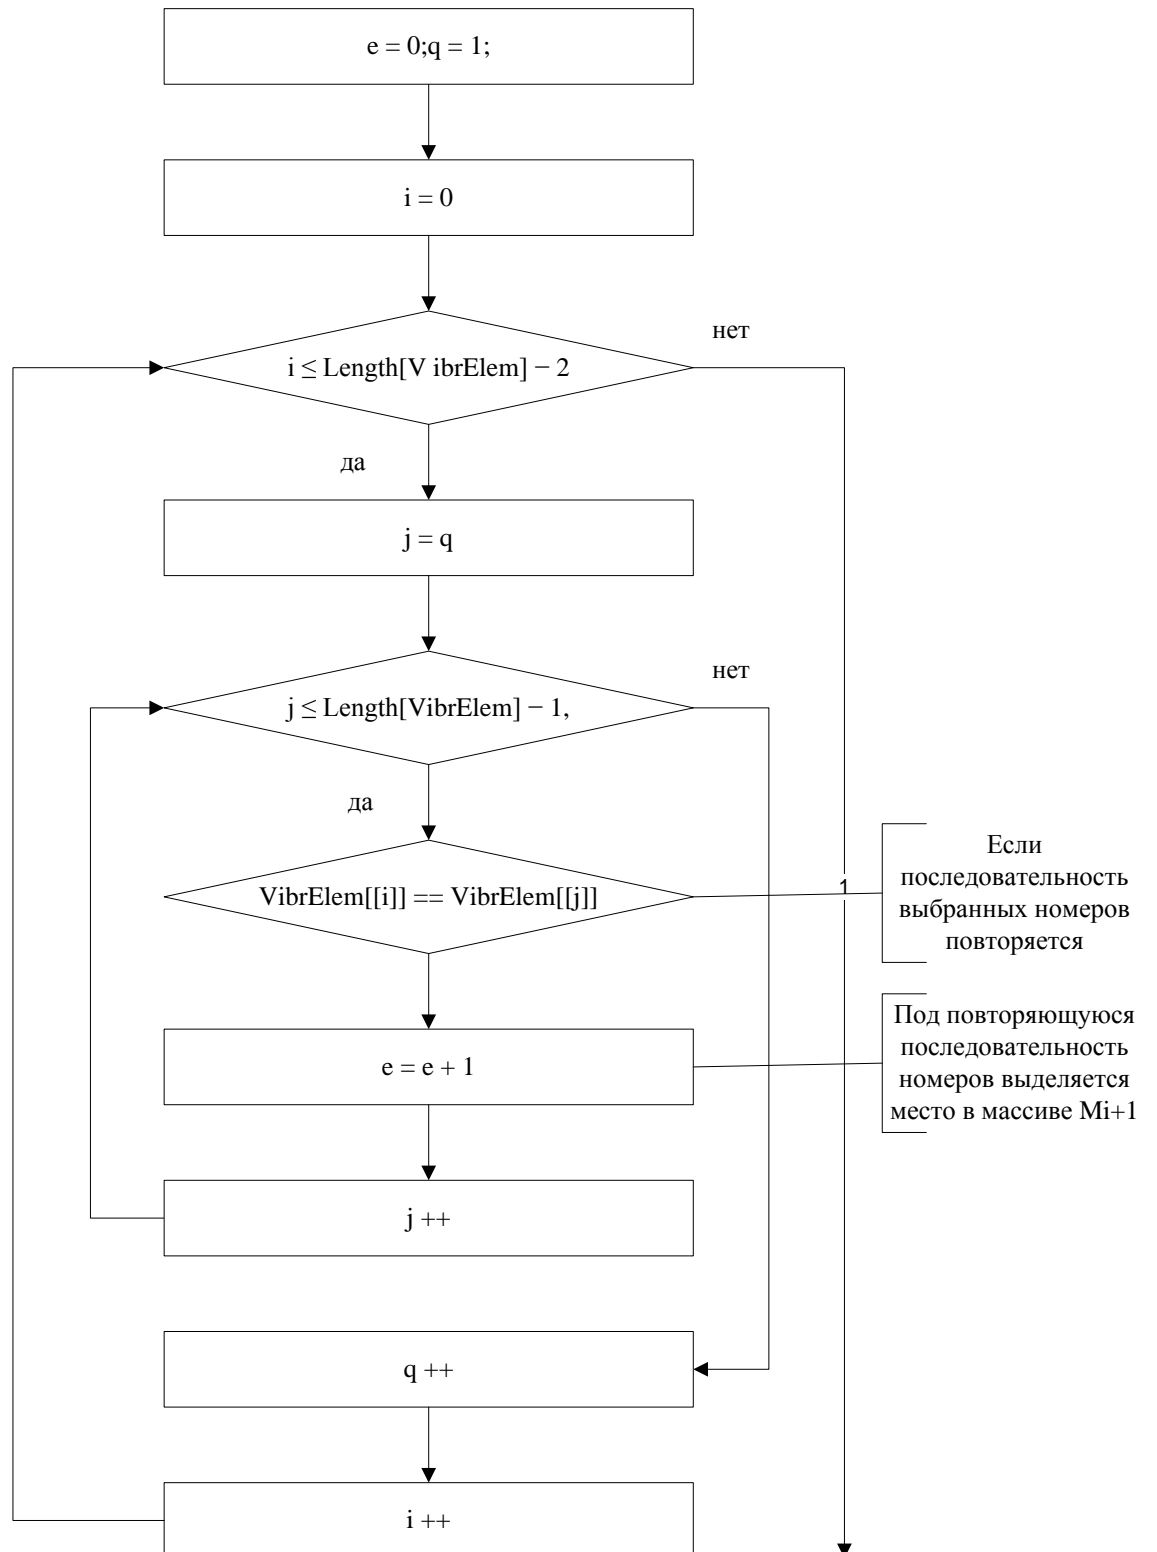 e = 0;q = 1;
i = 0
нет
i ≤ Length[V ibrElem] − 2
да
j = q
нет
j ≤ Length[VibrElem] − 1,
да
Если
последовательность
выбранных номеров
повторяется
1
VibrElem[[i]] == VibrElem[[j]]
Под повторяющуюся
последовательность
номеров выделяется
место в массиве Mi+1
e = e + 1
j ++
q ++
i ++